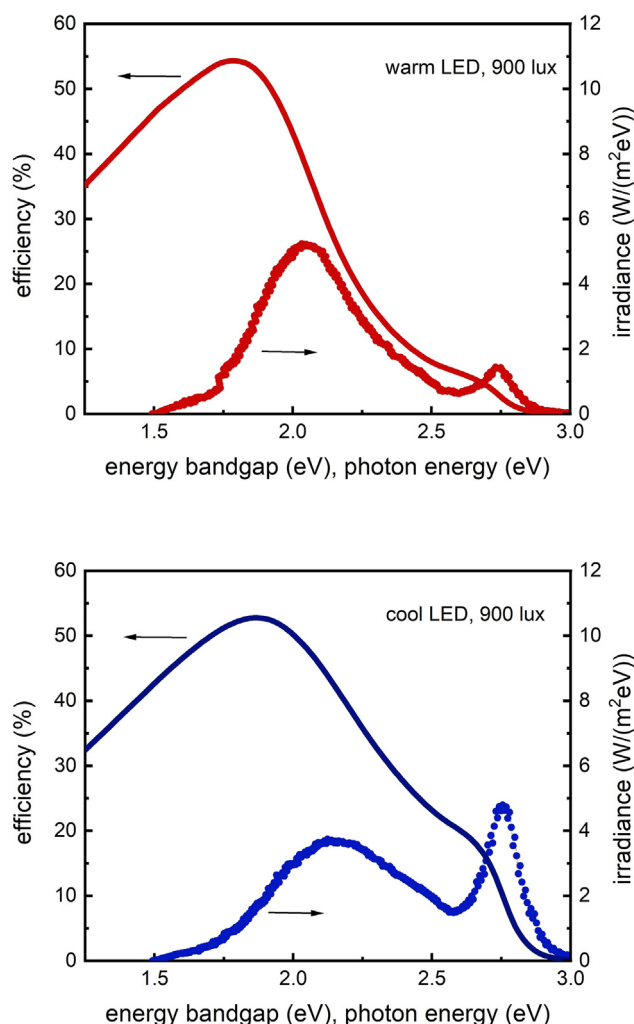 warm LED, 900 lux
efficiency (%)
60
50
40
30
20
10
0
12
10
8
6
4
2
0
irradiance (W/(m²eV))
1.5 2.0 2.5 3.0
energy bandgap (eV), photon energy (eV)
cool LED, 900 lux
efficiency (%)
60
50
40
30
20
10
0
12
10
8
6
4
2
0
irradiance (W/(m²eV))
1.5 2.0 2.5 3.0
energy bandgap (eV), photon energy (eV)